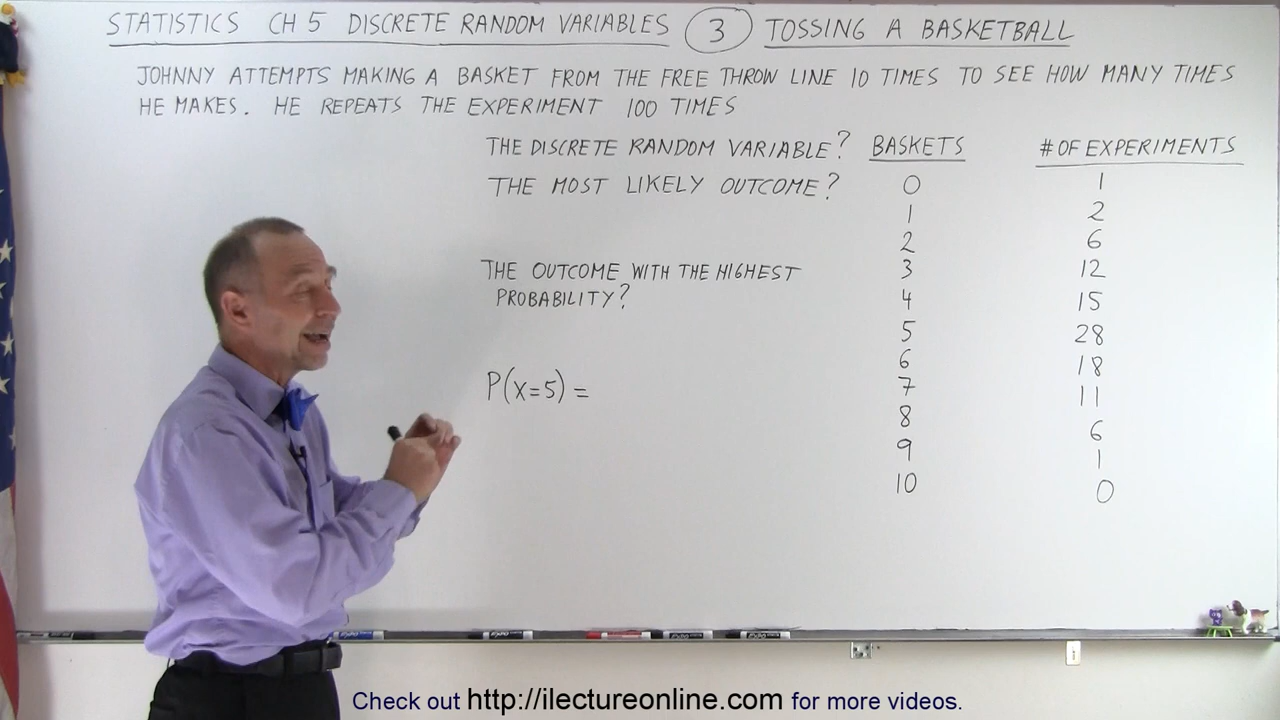 STATISTICS CH 5 DISCRETE RANDOM VARIABLES 3 TOSSING A BASKETBALL
JOHNNY ATTEMPTS MAKING A BASKET FROM THE FREE THROW LINE 10 TIMES TO SEE HOW MANY TIMES
HE MAKES. HE REPEATS THE EXPERIMENT 100 TIMES
THE DISCRETE RANDOM VARIABLE? BASKETS # OF EXPERIMENTS
THE MOST LIKELY OUTCOME? 0 1
1 2
2 6
THE OUTCOME WITH THE HIGHEST 3 12
PROBABILITY? 4 15
5 28
6 18
P(X=5) = 7 11
8 6
9 1
10 0
Check out http://ilectureonline.com for more videos.